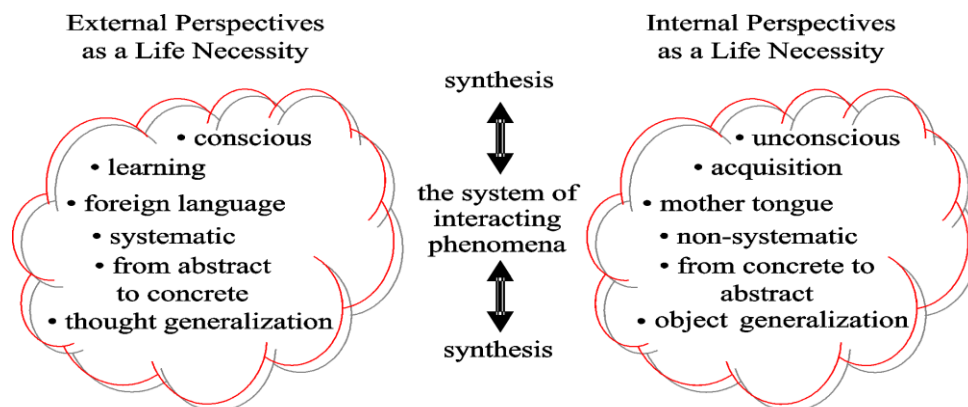 External Perspectives
as a Life Necessity
• conscious
• learning
• foreign language
• systematic
• from abstract
to concrete
• thought generalization
synthesis
the system of
interacting
phenomena
synthesis
Internal Perspectives
as a Life Necessity
• unconscious
• acquisition
• mother tongue
• non-systematic
• from concrete to
abstract
• object generalization